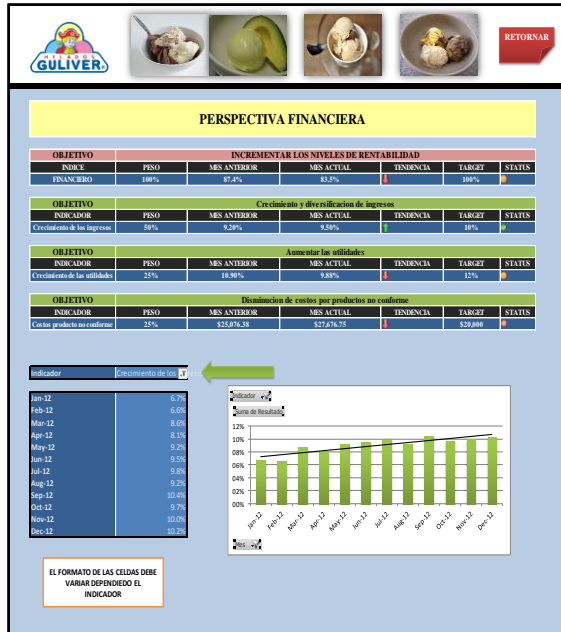 HELADOS
GULIVER
RETORNAR
PERSPECTIVA FINANCIERA
OBJETIVO INCREMENTAR LOS NIVELES DE RENTABILIDAD
INDICE PESO MES ANTERIOR MES ACTUAL TENDENCIA TARGET STATUS
FINANCIERO 100% 87.4% 83.5% 100%
OBJETIVO Crecimiento y diversificacion de ingresos
INDICADOR PESO MES ANTERIOR MES ACTUAL TENDENCIA TARGET STATUS
Crecimiento de los ingresos 50% 9.20% 9.50% 10%
OBJETIVO Aumentar las utilidades
INDICADOR PESO MES ANTERIOR MES ACTUAL TENDENCIA TARGET STATUS
Crecimiento de las utilidades 25% 10.90% 9.88% 12%
OBJETIVO Disminucion de costos por productos no conforme
INDICADOR PESO MES ANTERIOR MES ACTUAL TENDENCIA TARGET STATUS
Costos producto no conforme 25% $25,076.38 $27,676.75 $20,000
Indicador Crecimiento de los
Jan-12 6.7%
Feb-12 6.6%
Mar-12 8.6%
Apr-12 8.1%
May-12 9.2%
Jun-12 9.5%
Jul-12 9.8%
Aug-12 9.2%
Sep-12 10.4%
Oct-12 9.7%
Nov-12 10.0%
Dec-12 10.2%
Indicador
Suma de Resultado
12%
10%
08%
06%
04%
02%
00%
Jan-12 Feb-12 Mar-12 Apr-12 May-12 Jun-12 Jul-12 Aug-12 Sep-12 Oct-12 Nov-12 Dec-12
Mes
EL FORMATO DE LAS CELDAS DEBE
VARIAR DEPENDIEDO EL
INDICADOR